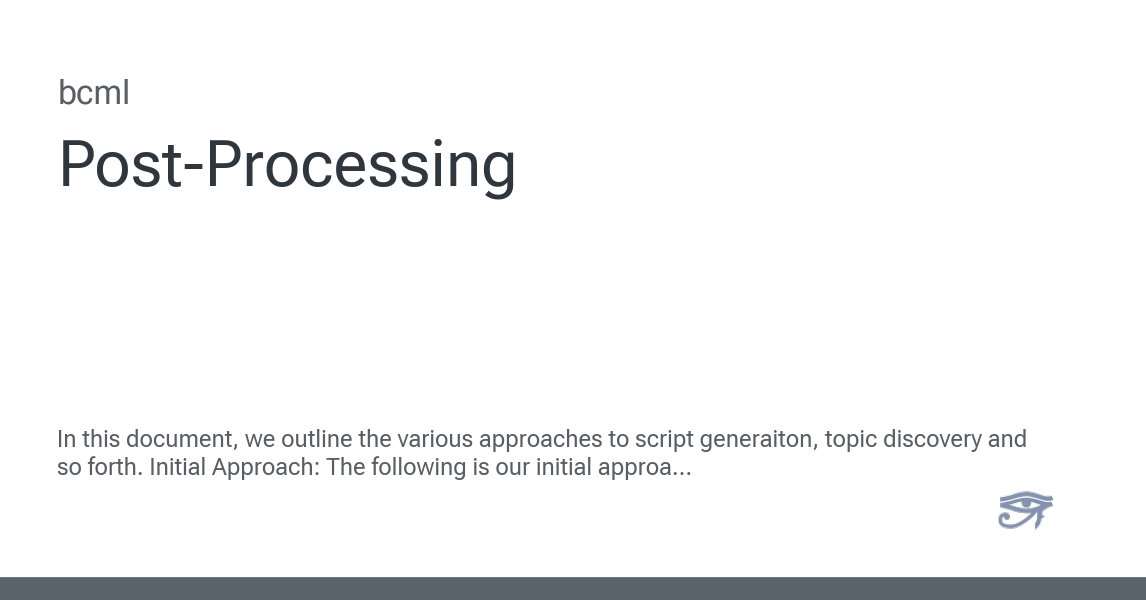 bcml
Post-Processing
In this document, we outline the various approaches to script generaiton, topic discovery and
so forth. Initial Approach: The following is our initial approa...